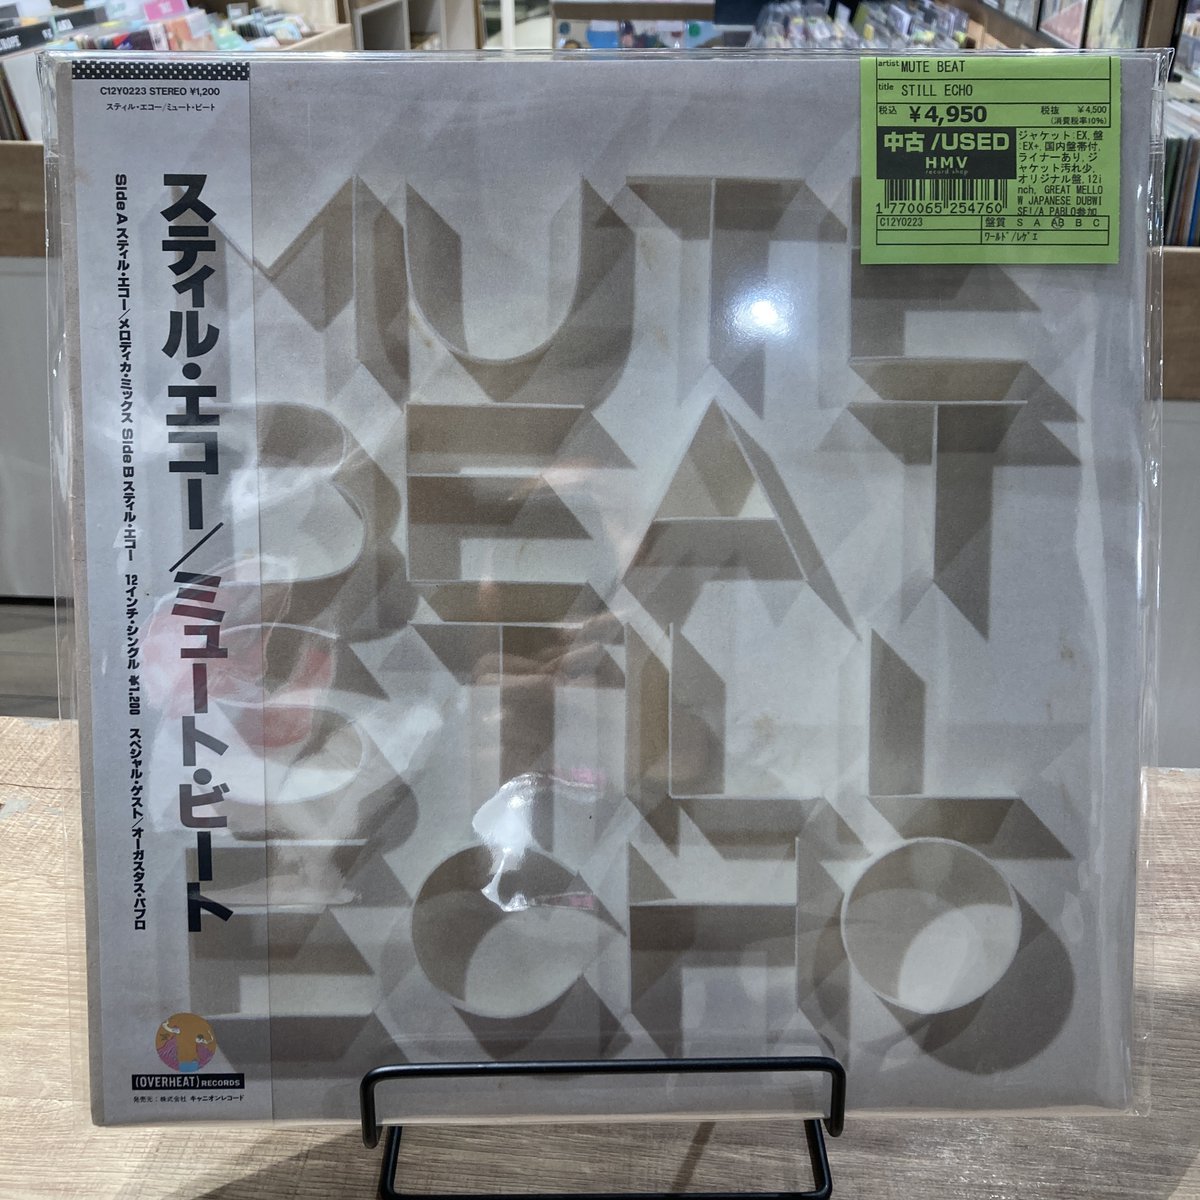 C12Y0223 STEREO ¥1,200
スティル・エコー/ミュート・ビート
スティル・エコー/ミュート・ビート
Side A スティル・エコー/メロディカ・ミックス Side B スティル・エコー 12インチ・シングル ¥1,200 スペシャル・ゲスト/オーガスタス・パブロ
(OVERHEAT) RECORDS
発売元:株式会社 キャニオンレコード
MUTE
BEAT
STILL
ECHO
artist MUTE BEAT
title STILL ECHO
税込 ¥4,950 税抜 ¥4,500
(消費税率10%)
中古/USED
HMV
record shop
1 770065 254760
ジャケット:EX,盤
:EX+,国内盤帯付,
ライナーあり,ジ
ャケット汚れ少,
オリジナル盤,12i
nch, GREAT MELLO
W JAPANESE DUBWI
SE!/A PABLO参加
C12Y0223 盤質 S A AB B C
ワールド/レゲエ